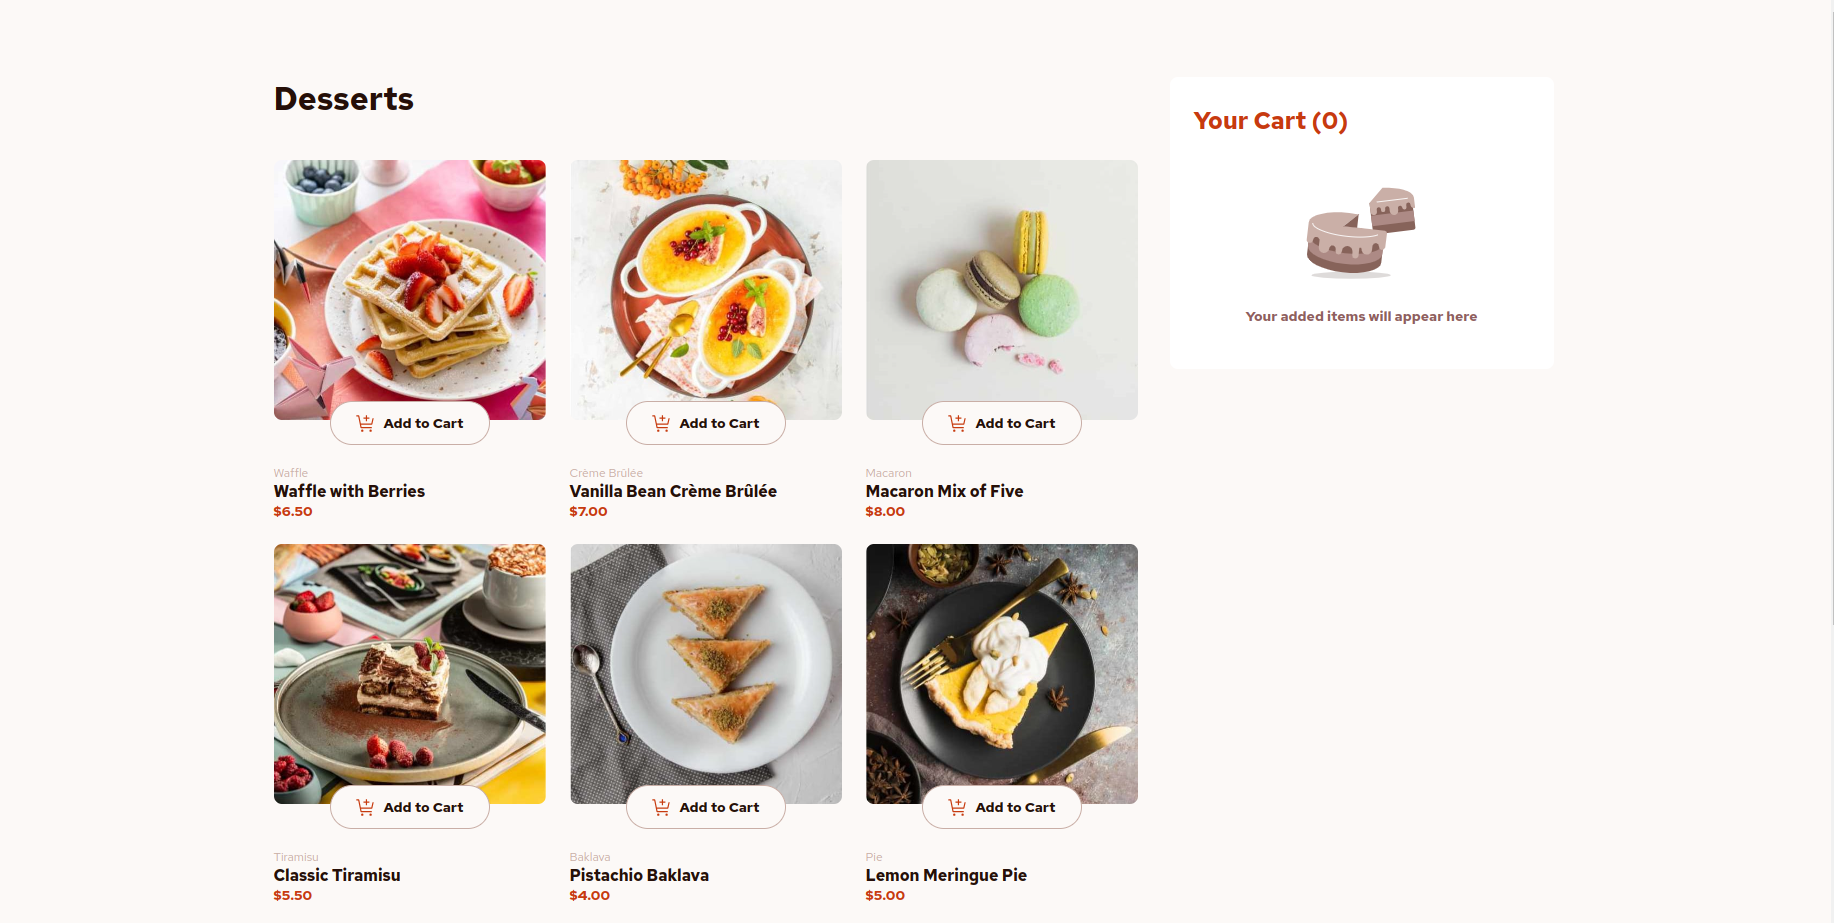 Desserts
Your Cart (0)
Your added items will appear here
Add to Cart
Add to Cart
Add to Cart
Waffle
Waffle with Berries
$6.50
Crème Brûlée
Vanilla Bean Crème Brûlée
$7.00
Macaron
Macaron Mix of Five
$8.00
Add to Cart
Add to Cart
Add to Cart
Tiramisu
Classic Tiramisu
$5.50
Baklava
Pistachio Baklava
$4.00
Pie
Lemon Meringue Pie
$5.00